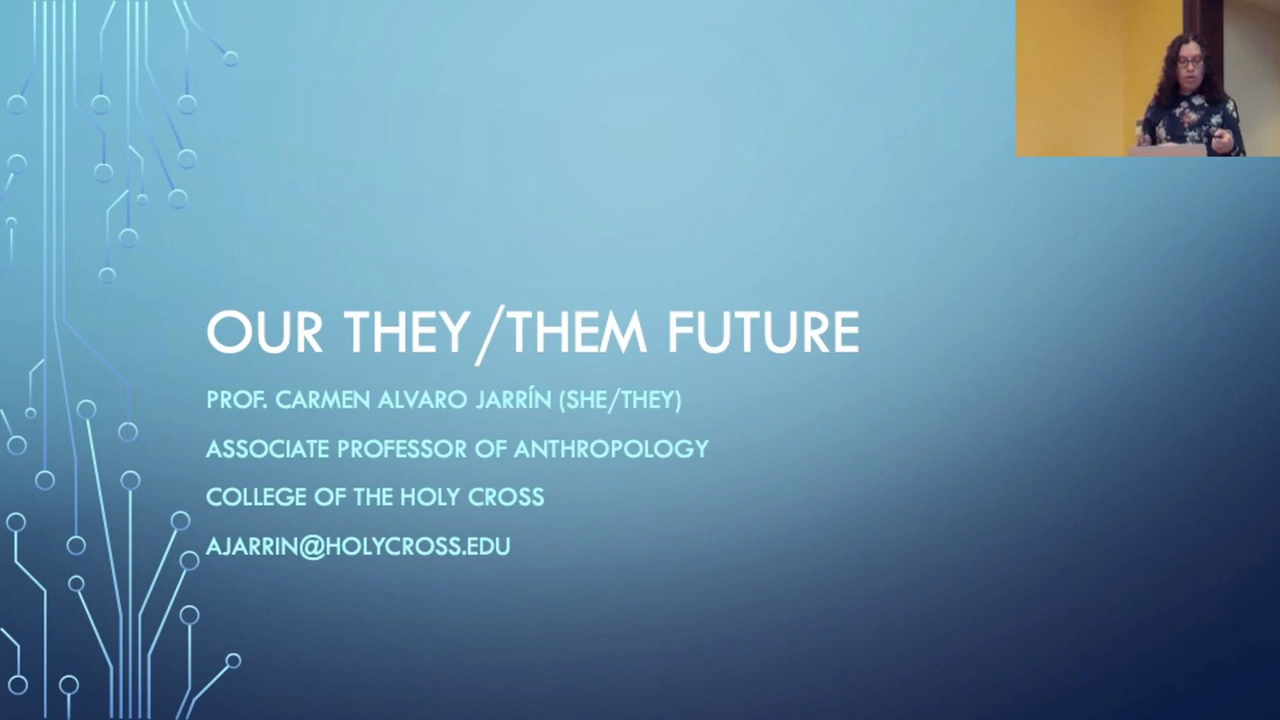 OUR THEY/THEM FUTURE
PROF. CARMEN ALVARO JARRÍN (SHE/THEY)
ASSOCIATE PROFESSOR OF ANTHROPOLOGY
COLLEGE OF THE HOLY CROSS
AJARRIN@HOLYCROSS.EDU